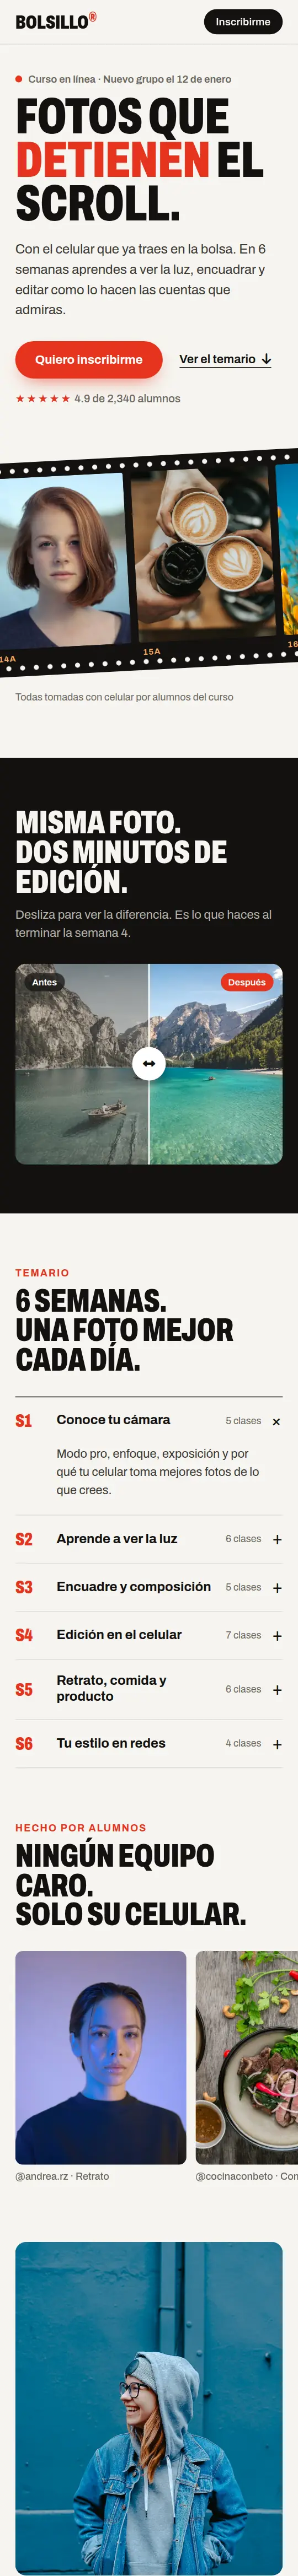 BOLSILLO®
Inscribirme
Curso en línea · Nuevo grupo el 12 de enero
FOTOS QUE
DETIENEN EL
SCROLL.
Con el celular que ya traes en la bolsa. En 6
semanas aprendes a ver la luz, encuadrar y
editar como lo hacen las cuentas que
admiras.
Quiero inscribirme
Ver el temario ↓
★★★★★ 4.9 de 2,340 alumnos
14A
15A
16
Todas tomadas con celular por alumnos del curso
MISMA FOTO.
DOS MINUTOS DE
EDICIÓN.
Desliza para ver la diferencia. Es lo que haces al
terminar la semana 4.
Antes
Después
TEMARIO
6 SEMANAS.
UNA FOTO MEJOR
CADA DÍA.
S1 Conoce tu cámara 5 clases ×
Modo pro, enfoque, exposición y por
qué tu celular toma mejores fotos de lo
que crees.
S2 Aprende a ver la luz 6 clases +
S3 Encuadre y composición 5 clases +
S4 Edición en el celular 7 clases +
S5 Retrato, comida y
producto 6 clases +
S6 Tu estilo en redes 4 clases +
HECHO POR ALUMNOS
NINGÚN EQUIPO
CARO.
SOLO SU CELULAR.
@andrea.rz · Retrato
@cocinaconbeto · Com